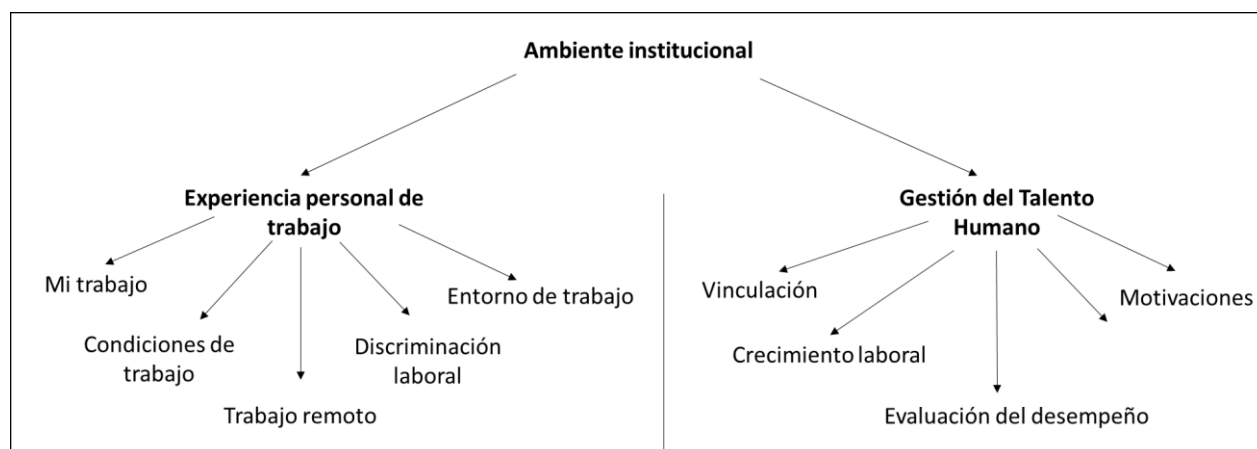 Ambiente institucional
Experiencia personal de
trabajo
Mi trabajo
Condiciones de
trabajo
Trabajo remoto
Discriminación
laboral
Entorno de trabajo
Gestión del Talento
Humano
Vinculación
Crecimiento laboral
Evaluación del desempeño
Motivaciones